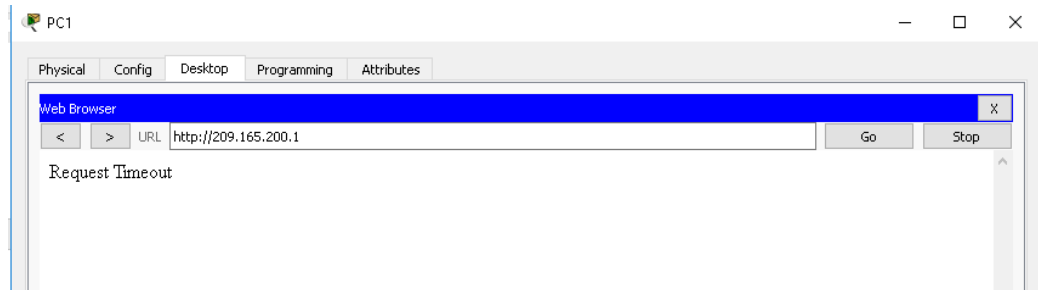 PC1
Physical Config Desktop Programming Attributes
Web Browser X
< > URL http://209.165.200.1 Go Stop
Request Timeout